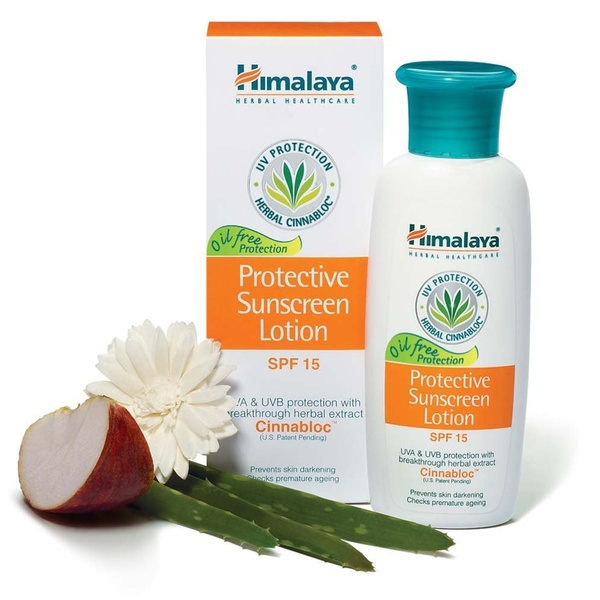 Himalaya®
HERBAL HEALTHCARE
UV PROTECTION
HERBAL CINNABLOC™
Oil free
Protection
Protective
Sunscreen
Lotion
SPF 15
UVA & UVB protection with
breakthrough herbal extract
Cinnabloc™
(U.S. Patent Pending)
Prevents skin darkening
Checks premature ageing
Himalaya®
HERBAL HEALTHCARE
UV PROTECTION
HERBAL CINNABLOC™
Oil free
Protection
Protective
Sunscreen
Lotion
SPF 15
UVA & UVB protection with
breakthrough herbal extract
Cinnabloc™
(U.S. Patent Pending)
Prevents skin darkening
Checks premature ageing